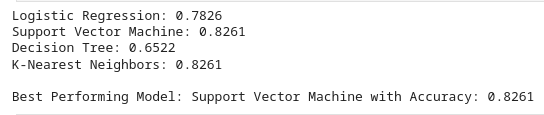 Logistic Regression: 0.7826
Support Vector Machine: 0.8261
Decision Tree: 0.6522
K-Nearest Neighbors: 0.8261
Best Performing Model: Support Vector Machine with Accuracy: 0.8261